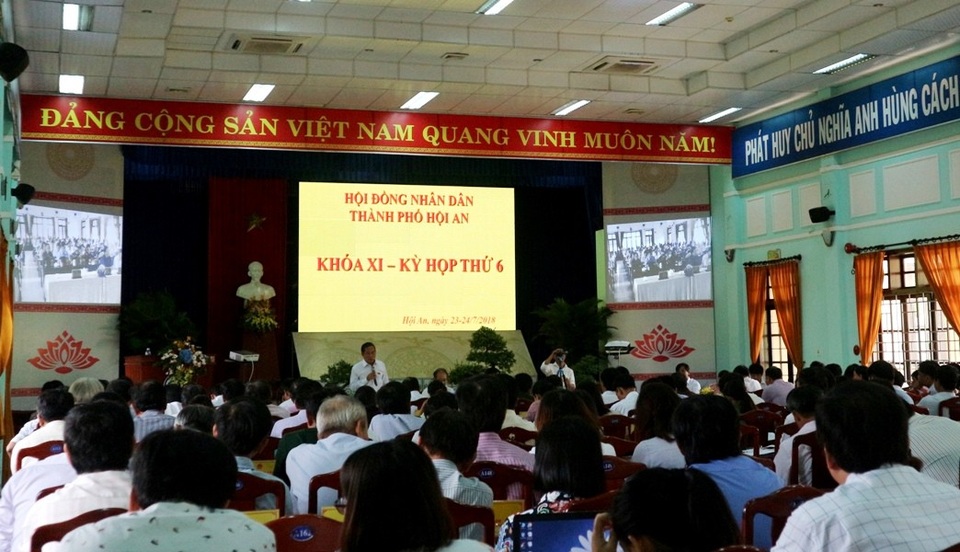 ĐẢNG CỘNG SẢN VIỆT NAM QUANG VINH MUÔN NĂM!
PHÁT HUY CHỦ NGHĨA ANH HÙNG CÁCH
HỘI ĐỒNG NHÂN DÂN
THÀNH PHỐ HỘI AN
KHÓA XI – KỲ HỌP THỨ 6
Hội An, 23-24/7/2018